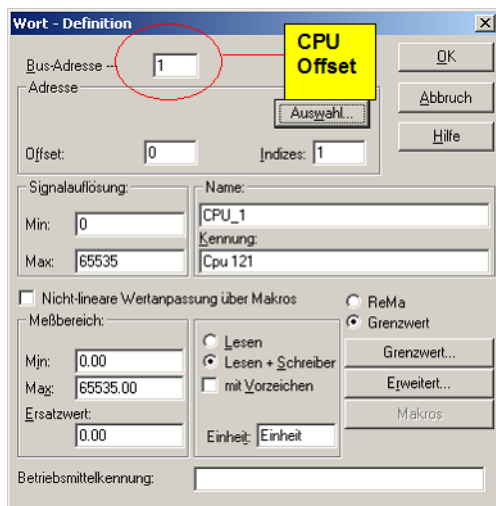 Wort - Definition
Bus-Adresse --
1
CPU
Offset
OK
Adresse
Auswahl...
Abbruch
Hilfe
Offset:
0
Indizes:
1
Signalauflösung:
Min:
0
Max:
65535
Name:
CPU_1
Kennung:
Cpu 121
Nicht-lineare Wertanpassung über Makros
ReMa
Grenzwert
Meßbereich:
Min:
0.00
Max:
65535.00
Ersatzwert:
0.00
Lesen
Lesen + Schreiber
mit Vorzeichen
Einheit:
Einheit
Grenzwert...
Erweitert...
Makros
Betriebsmittelkennung: